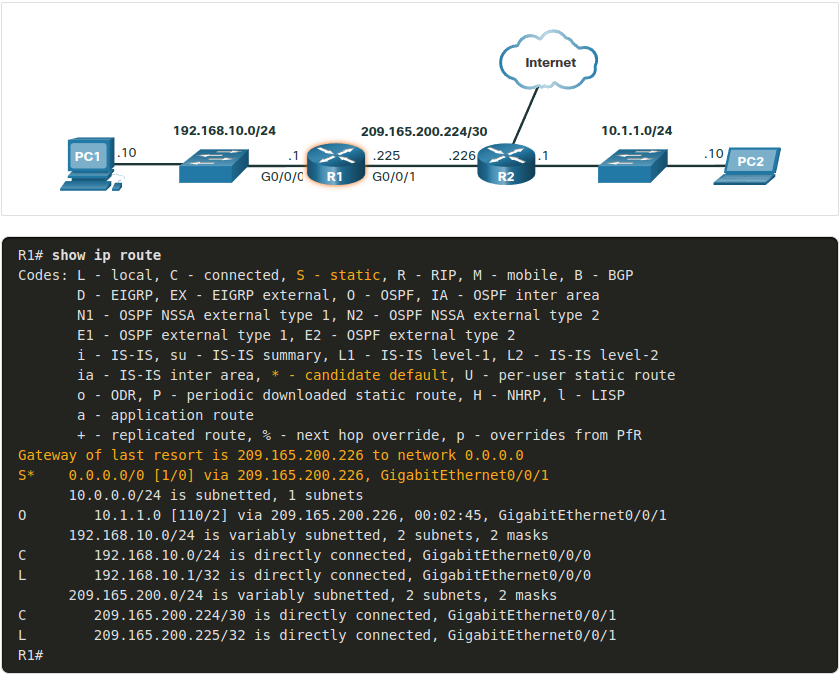 Internet
192.168.10.0/24
209.165.200.224/30
10.1.1.0/24
PC1
.10
.1
.225
.226
.1
.10
PC2
G0/0/0
R1
G0/0/1
R2
R1# show ip route
Codes: L - local, C - connected, S - static, R - RIP, M - mobile, B - BGP
       D - EIGRP, EX - EIGRP external, O - OSPF, IA - OSPF inter area
       N1 - OSPF NSSA external type 1, N2 - OSPF NSSA external type 2
       E1 - OSPF external type 1, E2 - OSPF external type 2
       i - IS-IS, su - IS-IS summary, L1 - IS-IS level-1, L2 - IS-IS level-2
       ia - IS-IS inter area, * - candidate default, U - per-user static route
       o - ODR, P - periodic downloaded static route, H - NHRP, l - LISP
       a - application route
       + - replicated route, % - next hop override, p - overrides from PfR
Gateway of last resort is 209.165.200.226 to network 0.0.0.0
S*    0.0.0.0/0 [1/0] via 209.165.200.226, GigabitEthernet0/0/1
      10.0.0.0/24 is subnetted, 1 subnets
O        10.1.1.0 [110/2] via 209.165.200.226, 00:02:45, GigabitEthernet0/0/1
      192.168.10.0/24 is variably subnetted, 2 subnets, 2 masks
C        192.168.10.0/24 is directly connected, GigabitEthernet0/0/0
L        192.168.10.1/32 is directly connected, GigabitEthernet0/0/0
      209.165.200.0/24 is variably subnetted, 2 subnets, 2 masks
C        209.165.200.224/30 is directly connected, GigabitEthernet0/0/1
L        209.165.200.225/32 is directly connected, GigabitEthernet0/0/1
R1#